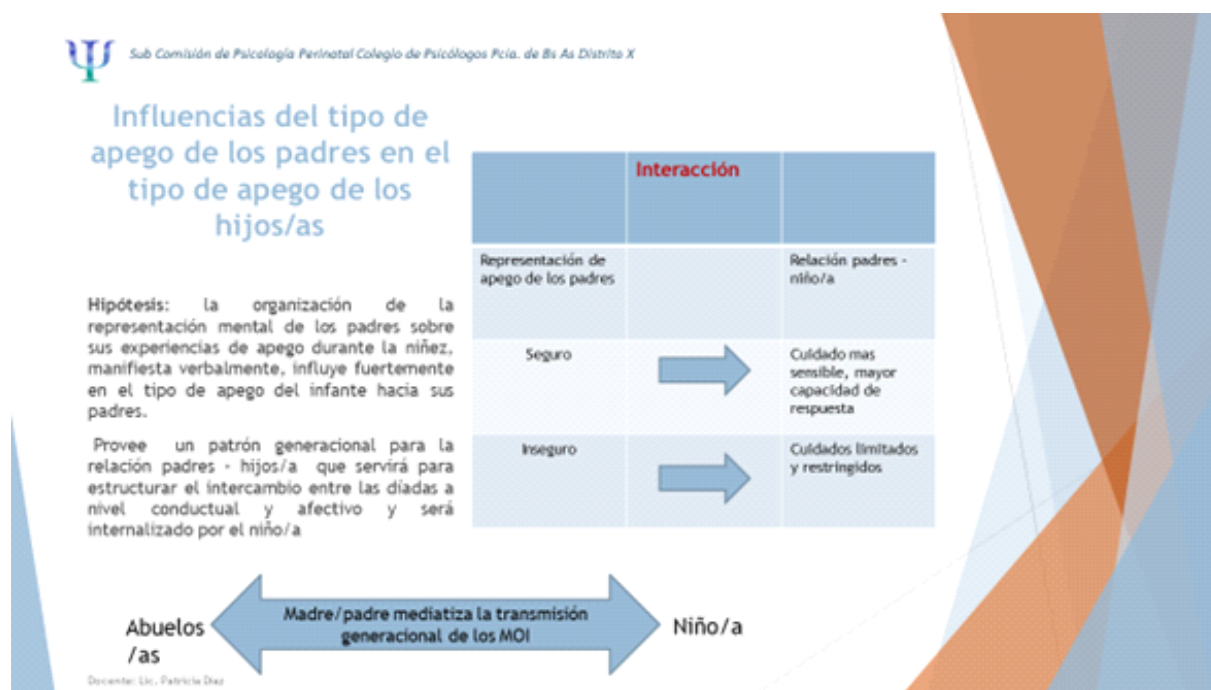 Sub Comisión de Psicología Perinatal Colegio de Psicólogos Pcia. de Bs As Distrito X
Influencias del tipo de
apego de los padres en el
tipo de apego de los
hijos/as
Hipótesis: la organización de la
representación mental de los padres sobre
sus experiencias de apego durante la niñez,
manifiesta verbalmente, influye fuertemente
en el tipo de apego del infante hacia sus
padres.
Provee un patrón generacional para la
relación padres - hijos/a que servirá para
estructurar el intercambio entre las díadas a
nivel conductual y afectivo y será
internalizado por el niño/a
Interacción
Representación de
apego de los padres
Relación padres -
niño/a
Seguro
Cuidado mas
sensible, mayor
capacidad de
respuesta
Inseguro
Cuidados limitados
y restringidos
Abuelos
/as
Madre/padre mediatiza la transmisión
generacional de los MOI
Niño/a
Docente: Lic. Patricia Diaz